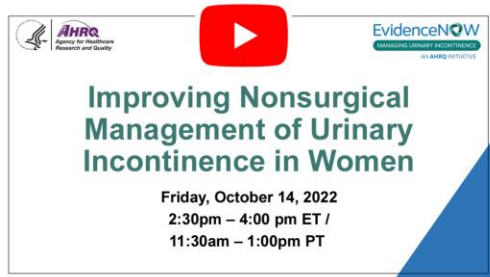 AHRQ
Agency for Healthcare
Research and Quality
EvidenceNOW
MANAGING URINARY INCONTINENCE
AN AHRQ INITIATIVE
Improving Nonsurgical
Management of Urinary
Incontinence in Women
Friday, October 14, 2022
2:30pm – 4:00 pm ET /
11:30am – 1:00pm PT